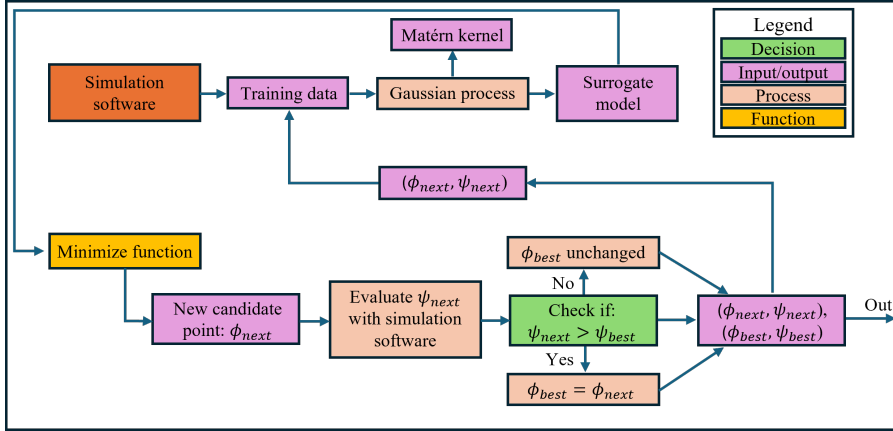 Matérn kernel
Legend
Decision
Input/output
Process
Function
Simulation
software
Training data
Gaussian process
Surrogate
model
(ϕ_next, ψ_next)
Minimize function
ϕ_best unchanged
No
New candidate
point: ϕ_next
Evaluate ψ_next
with simulation
software
Check if:
ψ_next > ψ_best
(ϕ_next, ψ_next),
(ϕ_best, ψ_best)
Out
Yes
ϕ_best = ϕ_next